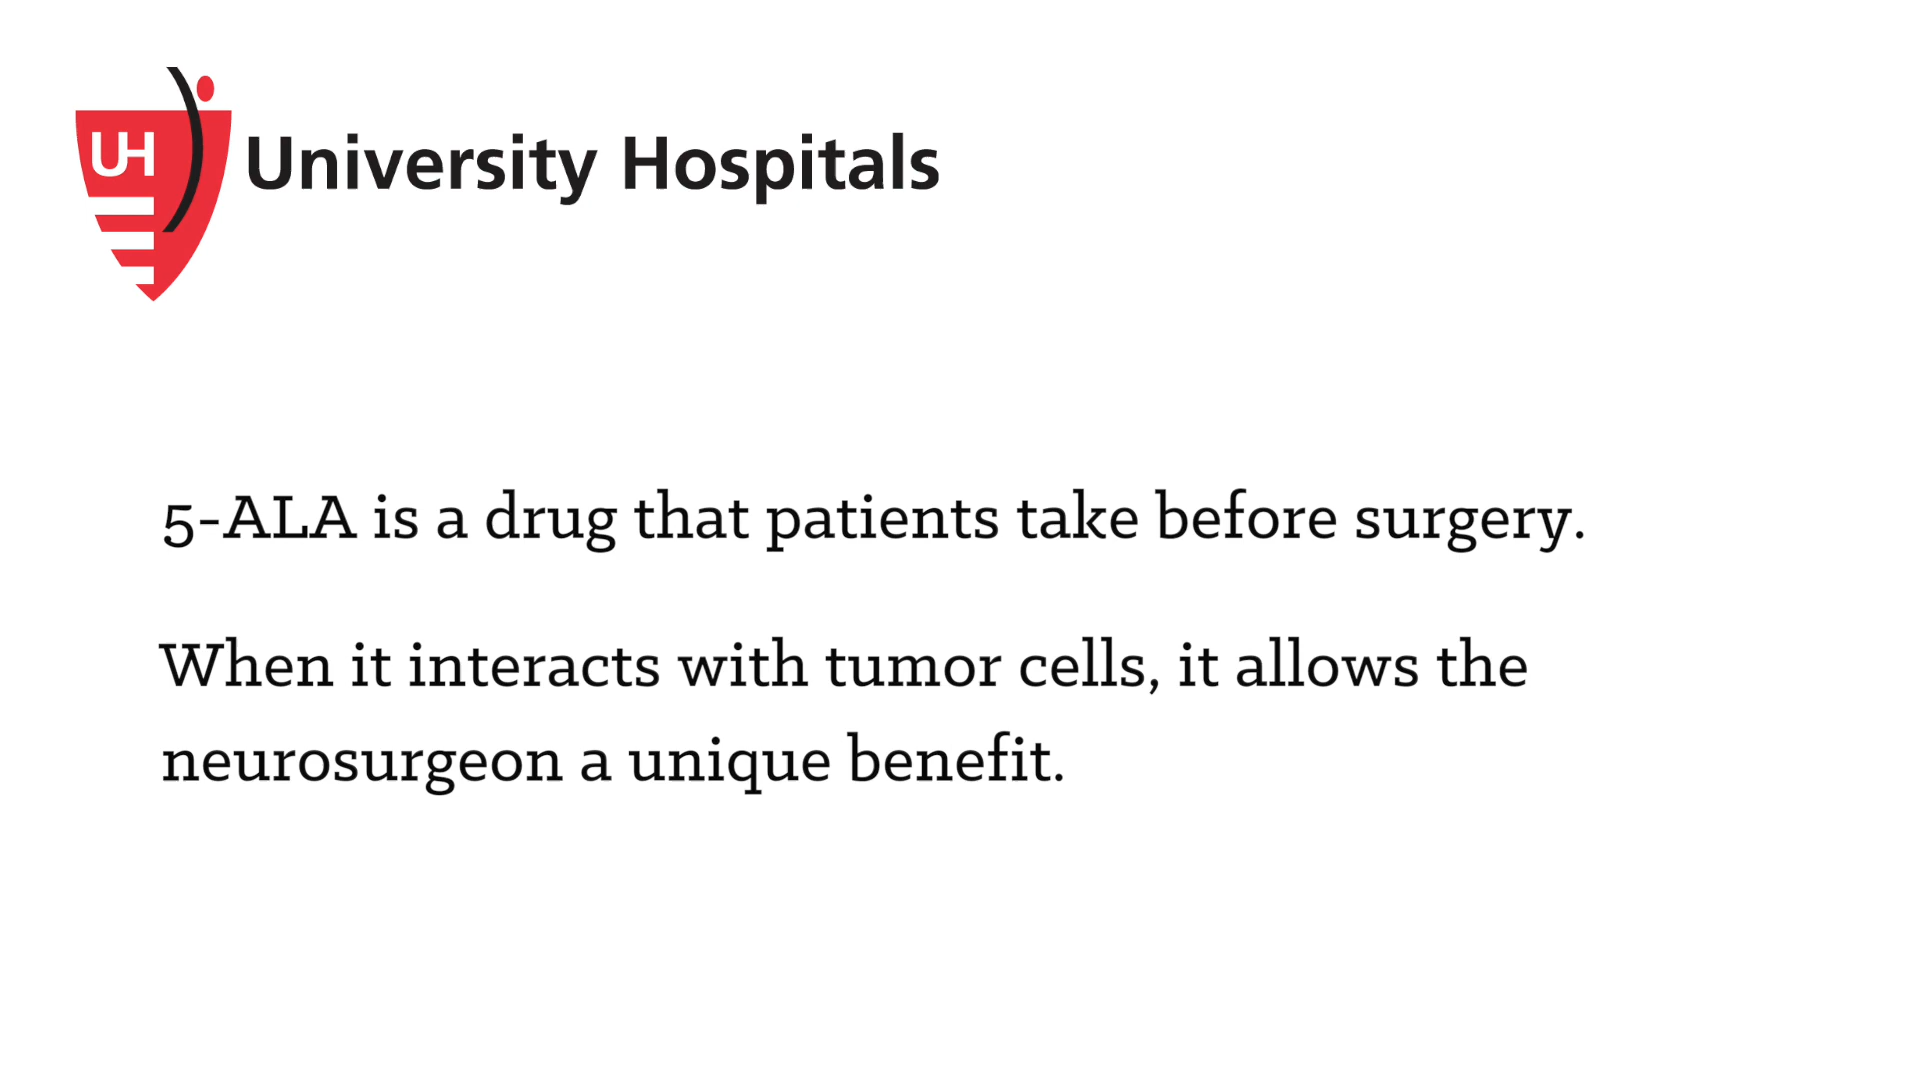 UH
University Hospitals
5-ALA is a drug that patients take before surgery.
When it interacts with tumor cells, it allows the
neurosurgeon a unique benefit.